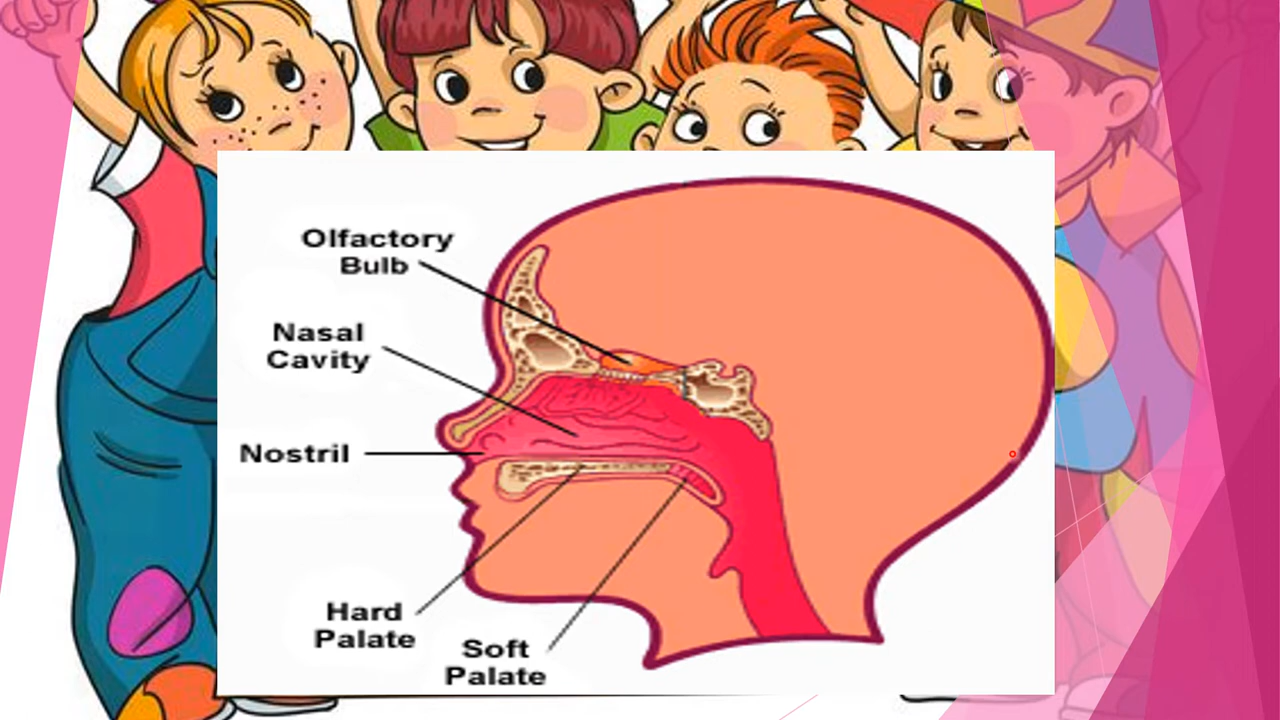 Olfactory
Bulb
Nasal
Cavity
Nostril
Hard
Palate
Soft
Palate